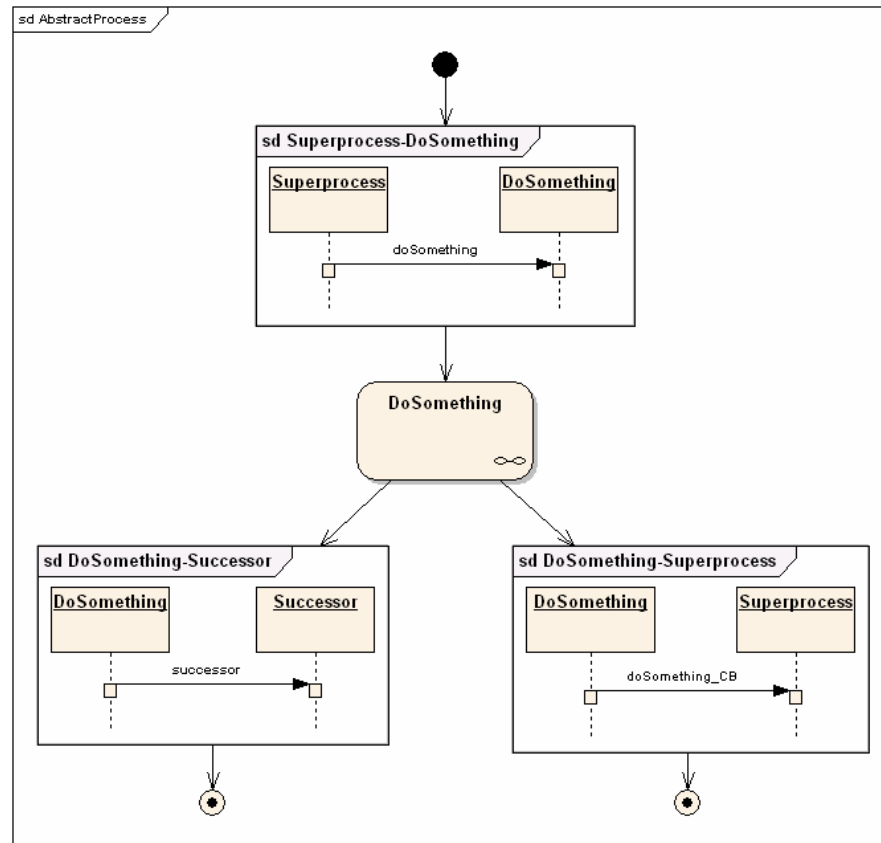 sd AbstractProcess
sd Superprocess-DoSomething
Superprocess
DoSomething
doSomething
DoSomething
sd DoSomething-Successor
DoSomething
Successor
successor
sd DoSomething-Superprocess
DoSomething
Superprocess
doSomething_CB